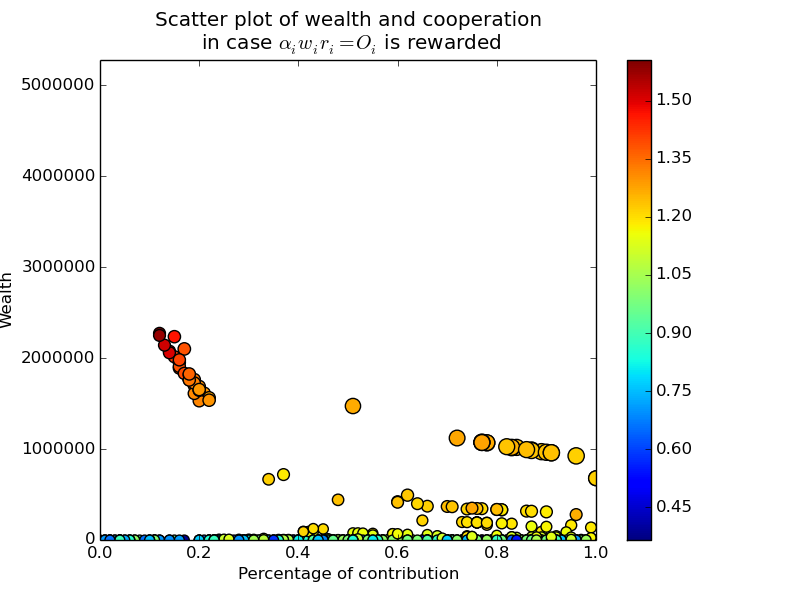 Scatter plot of wealth and cooperation
in case αᵢwᵢrᵢ=Oᵢ is rewarded
5000000
4000000
3000000
2000000
1000000
0
Wealth
0.0 0.2 0.4 0.6 0.8 1.0
Percentage of contribution
1.50
1.35
1.20
1.05
0.90
0.75
0.60
0.45